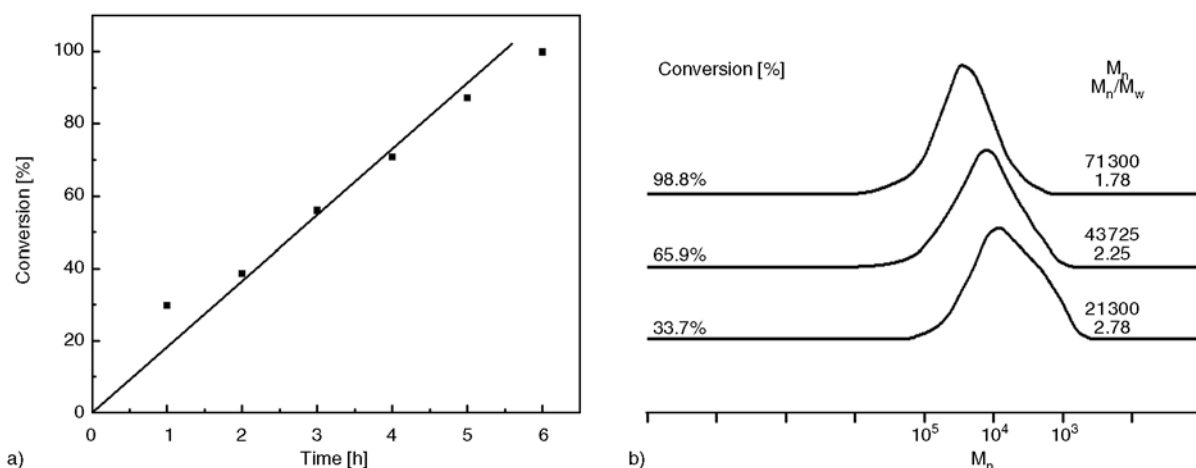 100
80
60
40
20
0
Conversion [%]
0 1 2 3 4 5 6
Time [h]
a)
Conversion [%]
Mn
Mn/Mw
98.8%
71300
1.78
65.9%
43725
2.25
33.7%
21300
2.78
10⁵ 10⁴ 10³
Mn
b)